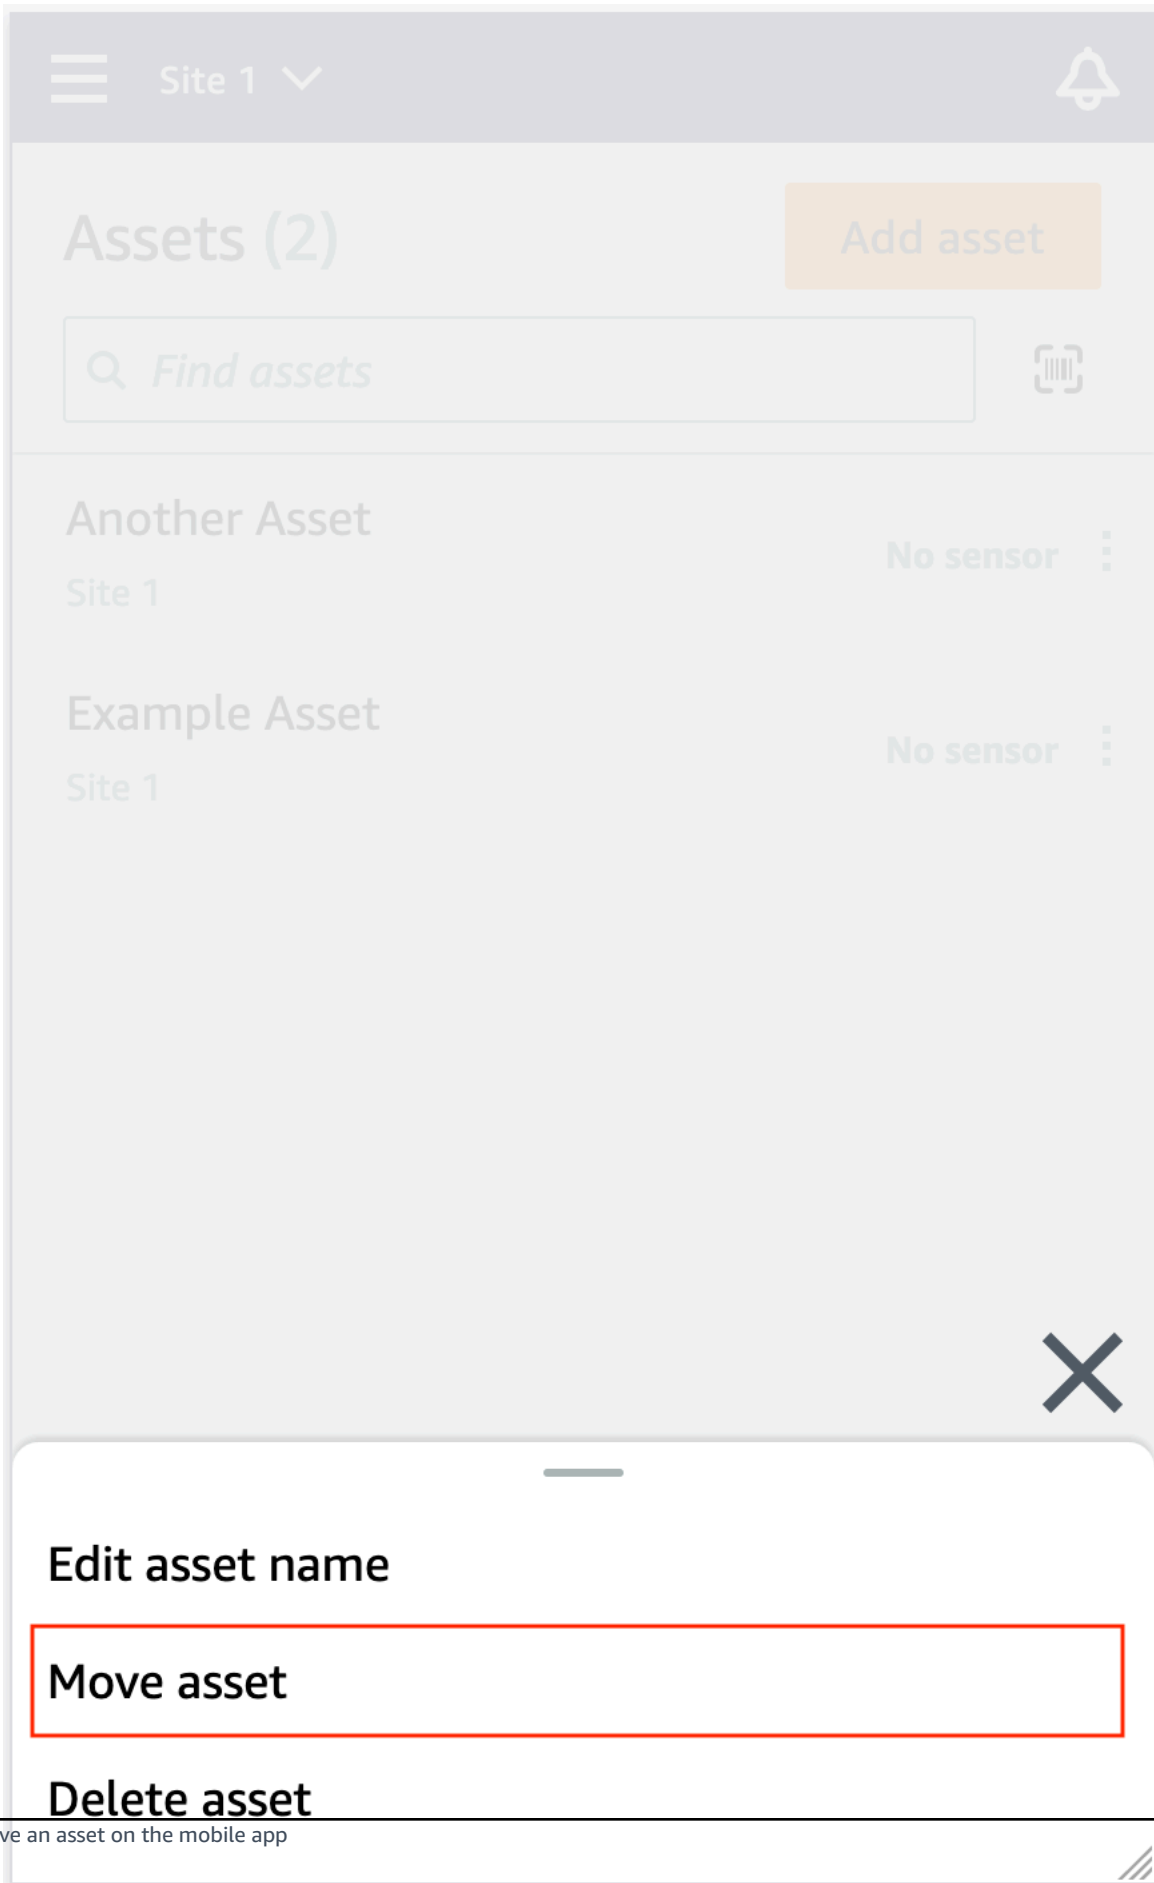 Site 1
Assets (2)
Add asset
Find assets
Another Asset
No sensor
Site 1
Example Asset
No sensor
Site 1
Edit asset name
Move asset
Delete asset
an asset on the mobile app